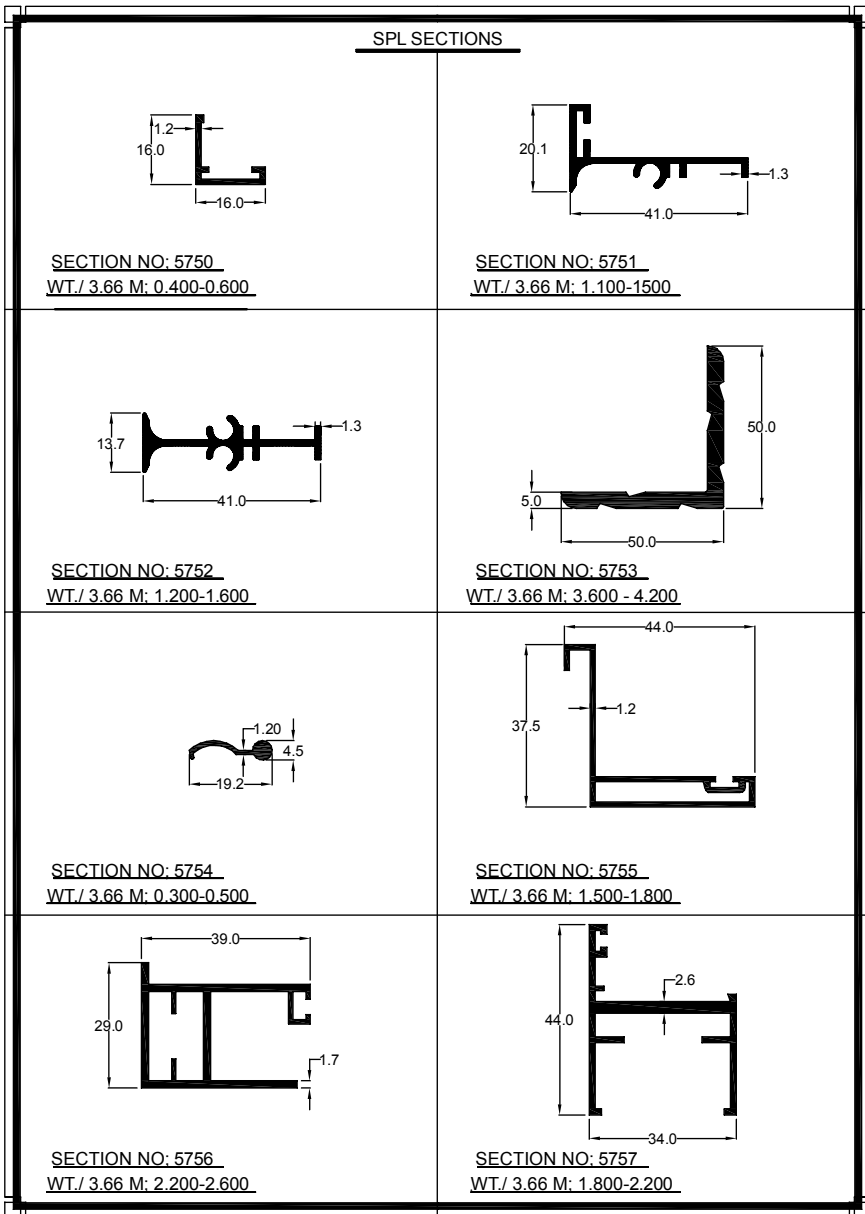 SPL SECTIONS
1.2
16.0
16.0
SECTION NO; 5750
WT./ 3.66 M; 0.400-0.600
20.1
1.3
41.0
SECTION NO; 5751
WT./ 3.66 M; 1.100-1500
1.3
13.7
41.0
SECTION NO; 5752
WT./ 3.66 M; 1.200-1.600
50.0
5.0
50.0
SECTION NO; 5753
WT./ 3.66 M; 3.600 - 4.200
1.20
4.5
19.2
SECTION NO; 5754
WT./ 3.66 M; 0.300-0.500
44.0
37.5
1.2
SECTION NO; 5755
WT./ 3.66 M; 1.500-1.800
39.0
29.0
1.7
SECTION NO; 5756
WT./ 3.66 M; 2.200-2.600
2.6
44.0
34.0
SECTION NO; 5757
WT./ 3.66 M; 1.800-2.200